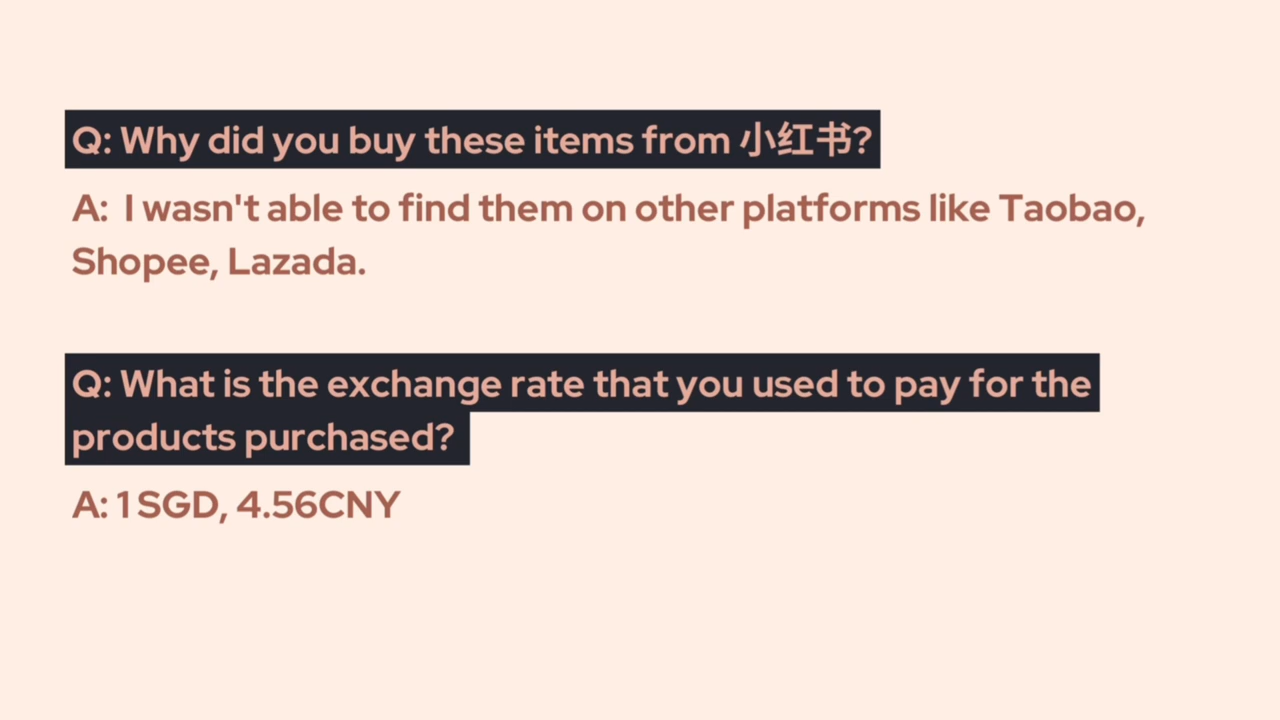 Q: Why did you buy these items from 小红书?
A: I wasn't able to find them on other platforms like Taobao,
Shopee, Lazada.
Q: What is the exchange rate that you used to pay for the
products purchased?
A: 1 SGD, 4.56CNY